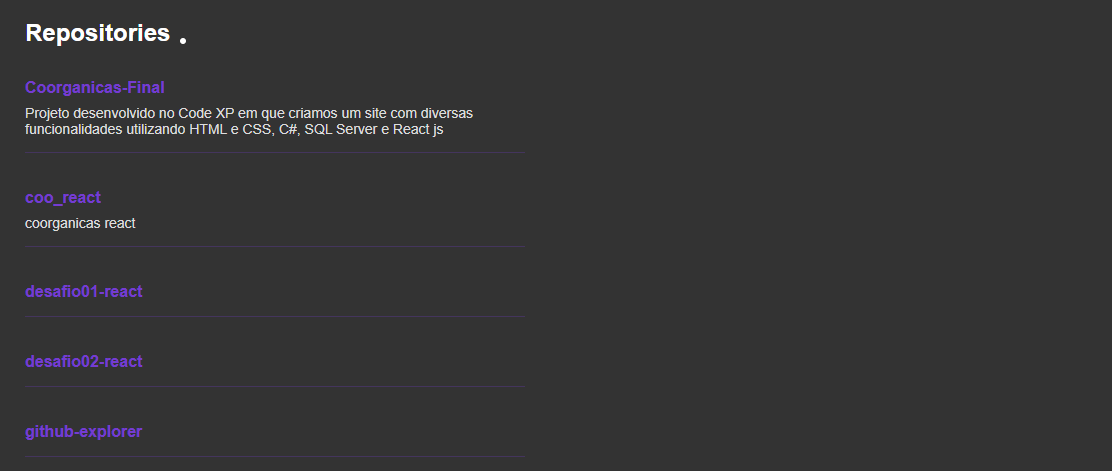 Repositories .
Coorganicas-Final
Projeto desenvolvido no Code XP em que criamos um site com diversas
funcionalidades utilizando HTML e CSS, C#, SQL Server e React js
coo_react
coorganicas react
desafio01-react
desafio02-react
github-explorer